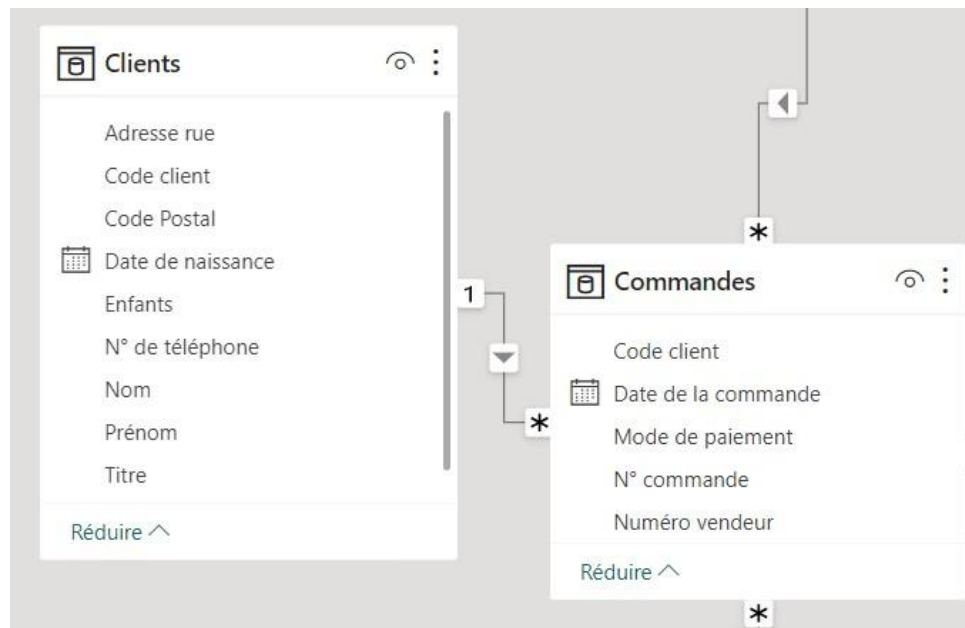 Clients
Adresse rue
Code client
Code Postal
Date de naissance
Enfants
N° de téléphone
Nom
Prénom
Titre
Réduire
1
*
*
Commandes
Code client
Date de la commande
Mode de paiement
N° commande
Numéro vendeur
Réduire
*